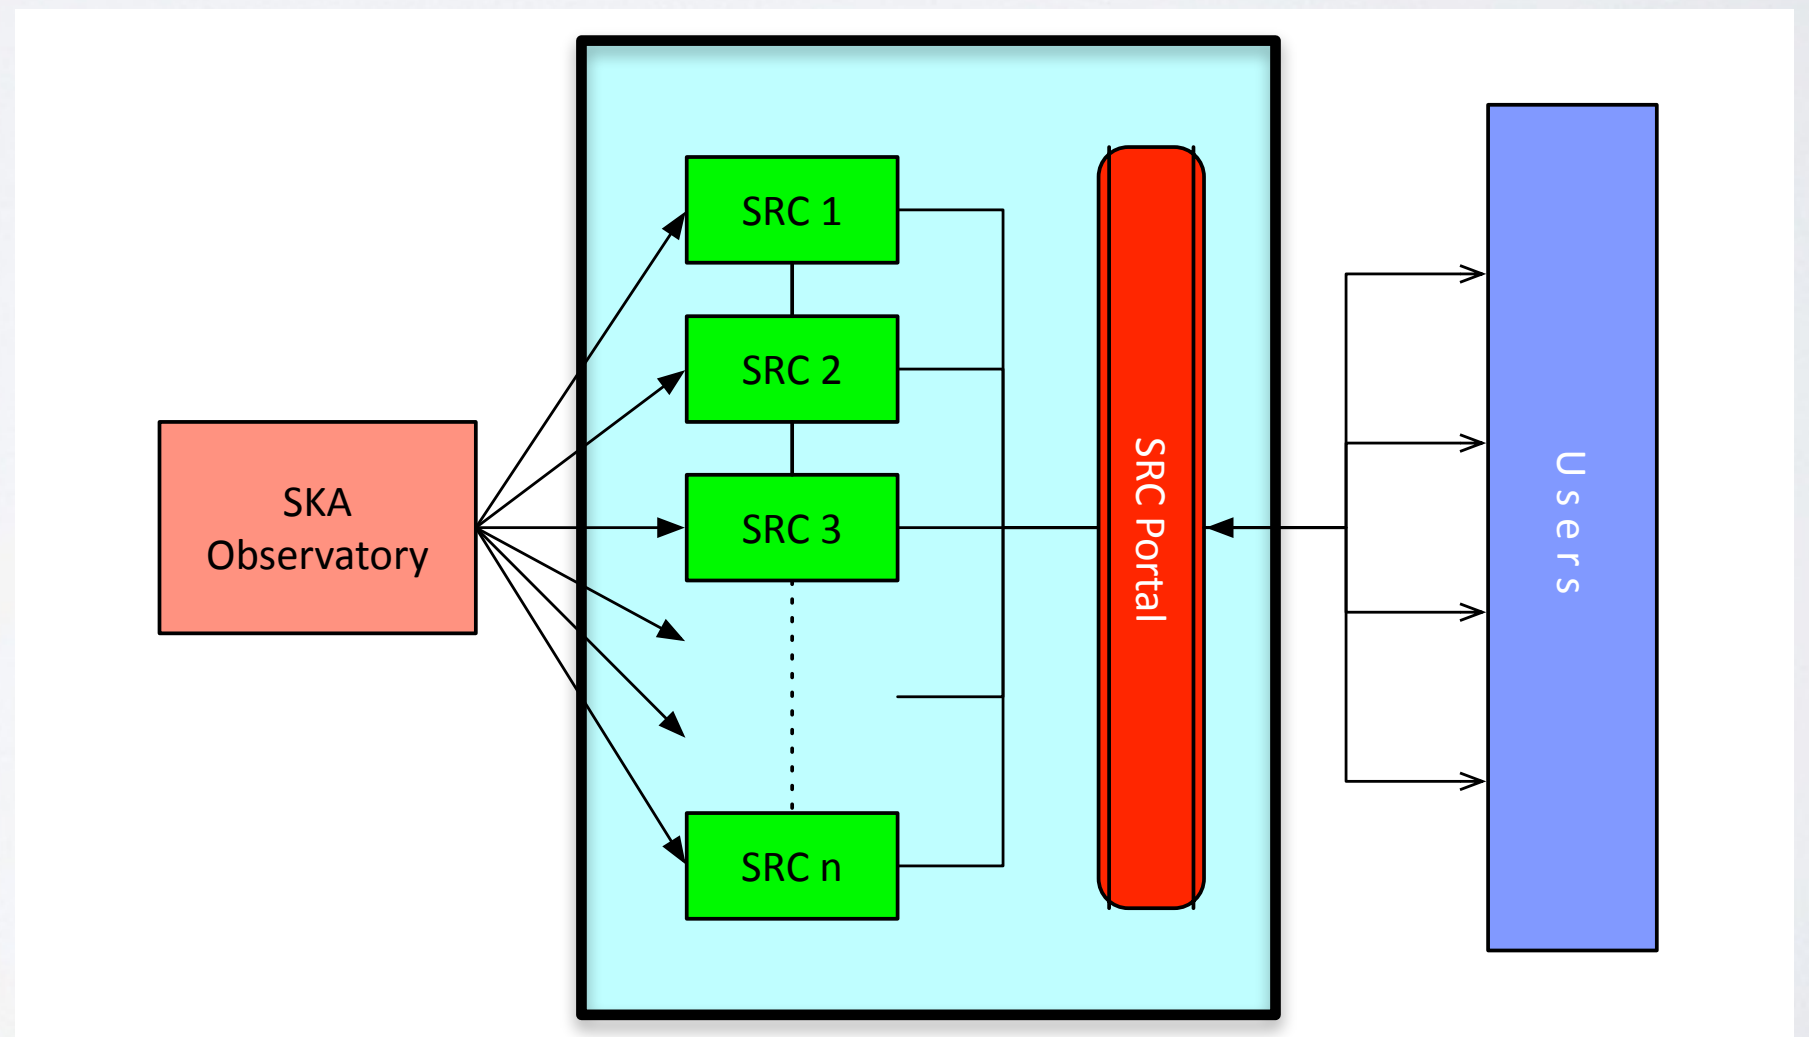 SKA
Observatory
SRC 1
SRC 2
SRC 3
SRC n
SRC Portal
Users